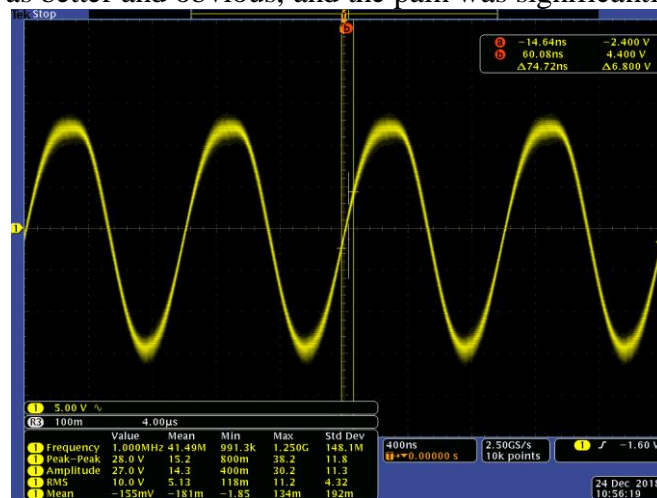 as better and obvious, and the pain was significantl
Tek Stop
a −14.64ns −2.400 V
b 60.08ns 4.400 V
Δ74.72ns Δ6.800 V
b
1
1 5.00 V ∿
R3 100m 4.00µs
Value Mean Min Max Std Dev
1 Frequency 1.000MHz 41.49M 991.3k 1.250G 148.1M
1 Peak−Peak 28.0 V 15.2 800m 38.2 11.8
1 Amplitude 27.0 V 14.3 400m 30.2 11.3
1 RMS 10.0 V 5.13 118m 11.2 4.32
1 Mean −155mV −181m −1.85 134m 192m
400ns
T→▼0.00000 s
2.50GS/s
10k points
1 ∫ −1.60 V
24 Dec 2018
10:56:19